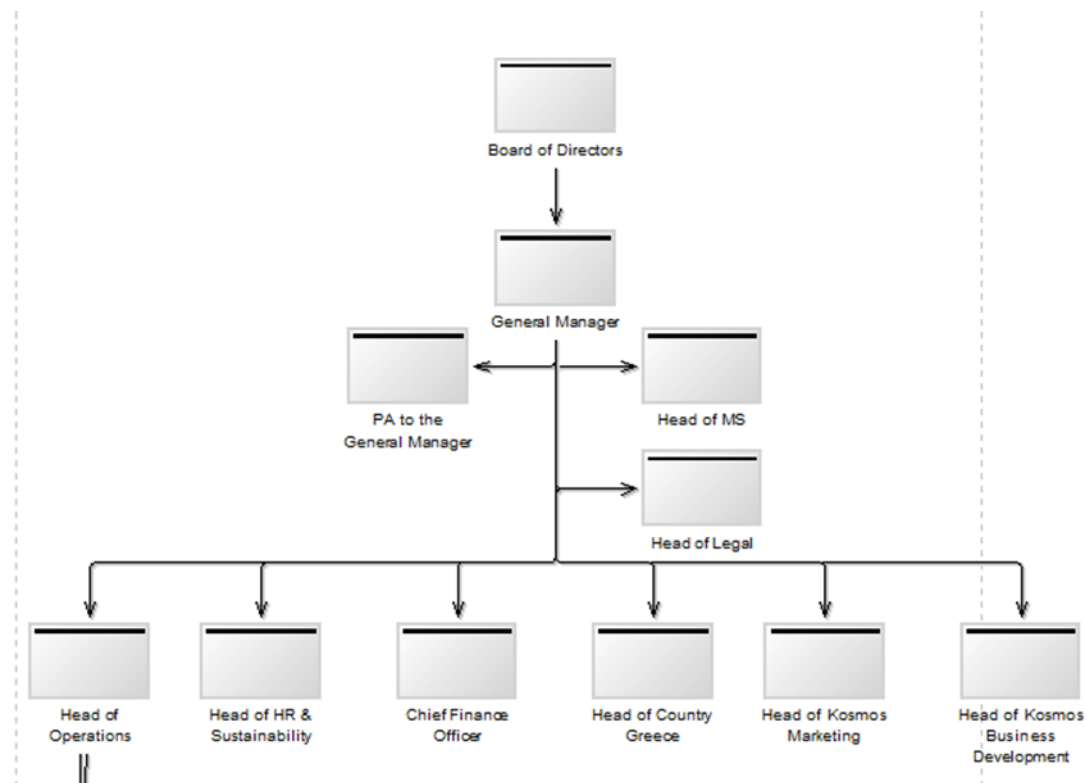 Board of Directors
General Manager
PA to the
General Manager
Head of MS
Head of Legal
Head of
Operations
Head of HR &
Sustainability
Chief Finance
Officer
Head of Country
Greece
Head of Kosmos
Marketing
Head of Kosmos
Business
Development